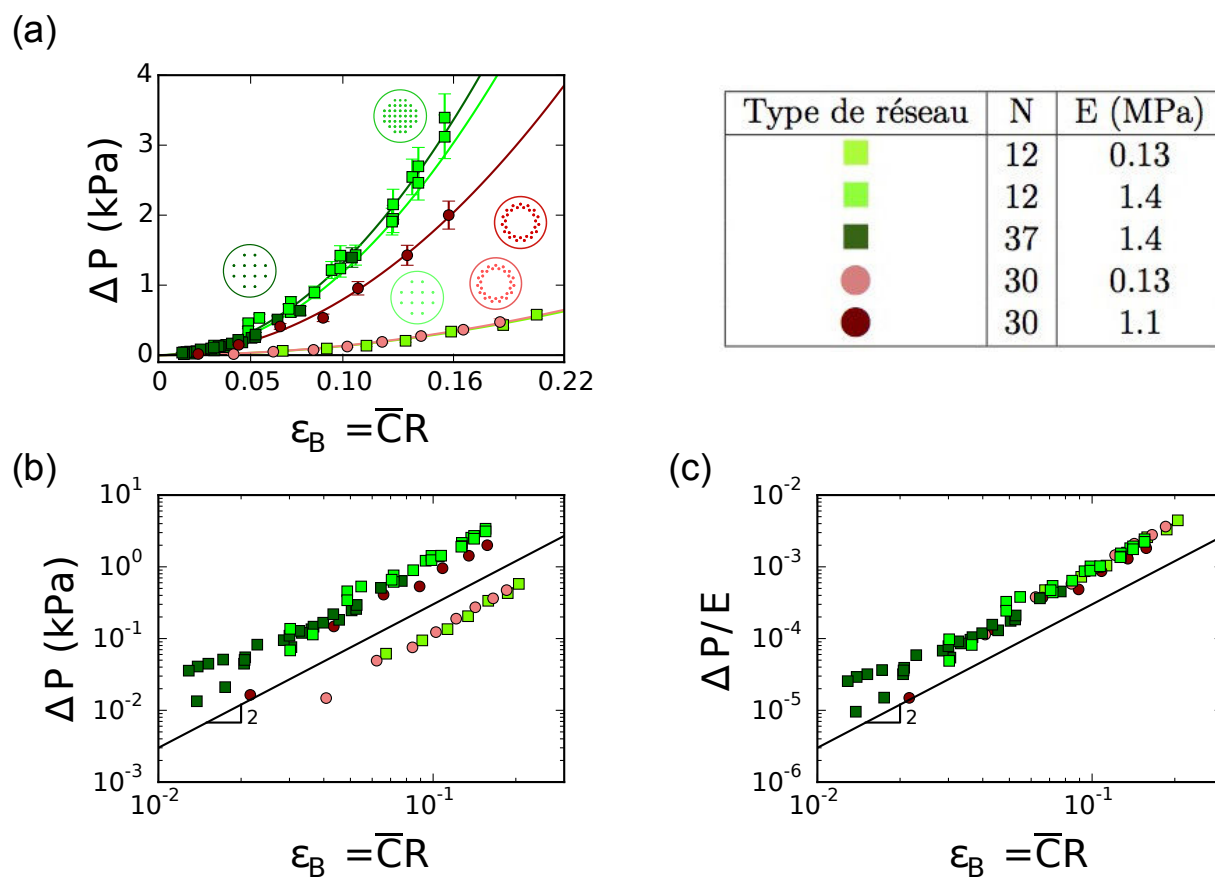 (a)
4
3
2
1
0
0 0.05 0.10 0.16 0.22
Δ P (kPa)
ε_B = C̅R
Type de réseau N E (MPa)
12 0.13
12 1.4
37 1.4
30 0.13
30 1.1
(b)
10^1
10^0
10^-1
10^-2
10^-3
10^-2 10^-1
Δ P (kPa)
2
ε_B = C̅R
(c)
10^-2
10^-3
10^-4
10^-5
10^-6
10^-2 10^-1
Δ P/E
2
ε_B = C̅R